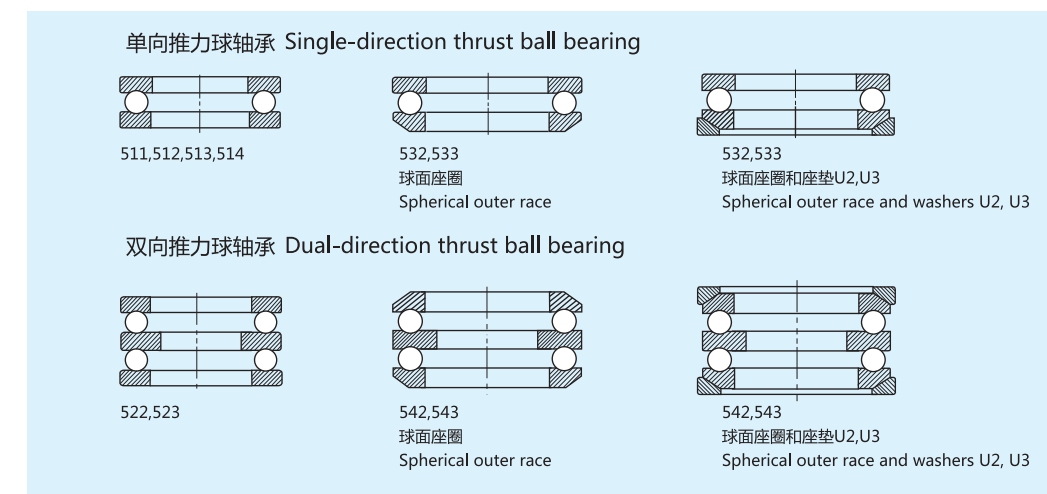 单向推力球轴承 Single-direction thrust ball bearing
511,512,513,514
532,533
球面座圈
Spherical outer race
532,533
球面座圈和座垫U2,U3
Spherical outer race and washers U2, U3
双向推力球轴承 Dual-direction thrust ball bearing
522,523
542,543
球面座圈
Spherical outer race
542,543
球面座圈和座垫U2,U3
Spherical outer race and washers U2, U3